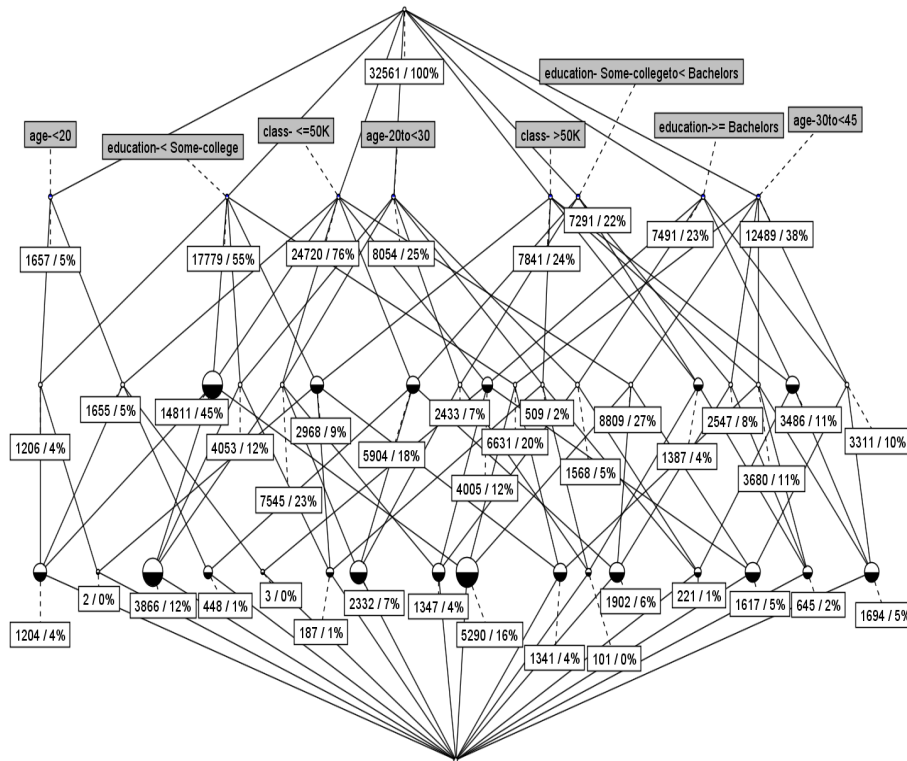 32561 / 100%
education- Some-collegeto< Bachelors
age-<20
education-< Some-college
class- <=50K
age-20to<30
class- >50K
education->= Bachelors
age-30to<45
1657 / 5%
17779 / 55%
24720 / 76%
8054 / 25%
7841 / 24%
7291 / 22%
7491 / 23%
12489 / 38%
1206 / 4%
1655 / 5%
14811 / 45%
4053 / 12%
7545 / 23%
2968 / 9%
5904 / 18%
2433 / 7%
4005 / 12%
6631 / 20%
509 / 2%
1568 / 5%
8809 / 27%
1387 / 4%
2547 / 8%
3680 / 11%
3486 / 11%
3311 / 10%
1204 / 4%
2 / 0%
3866 / 12%
448 / 1%
3 / 0%
187 / 1%
2332 / 7%
1347 / 4%
5290 / 16%
1341 / 4%
101 / 0%
1902 / 6%
221 / 1%
1617 / 5%
645 / 2%
1694 / 5%